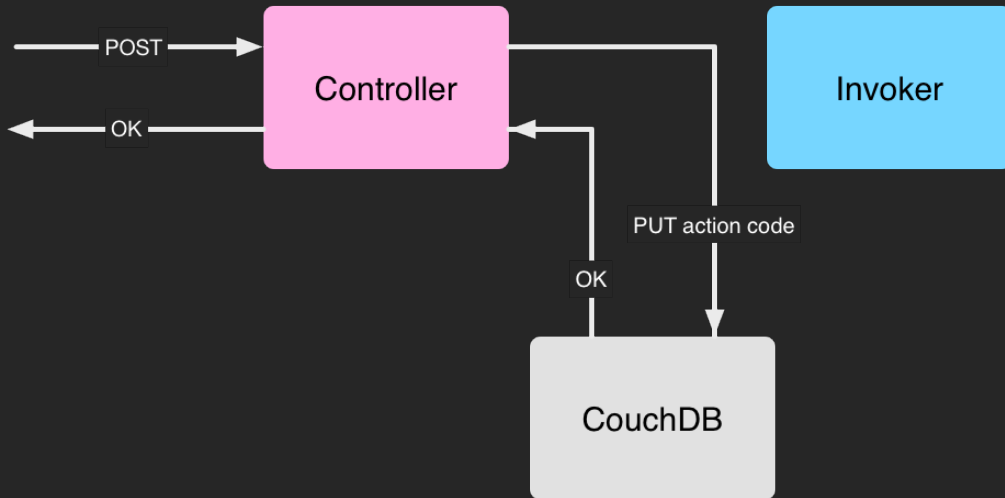 POST
Controller
Invoker
OK
PUT action code
OK
CouchDB